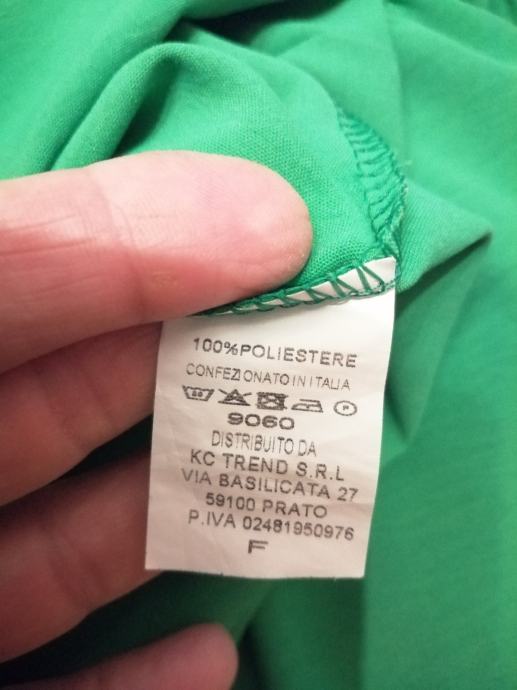 100%POLIESTERE
CONFEZIONATO IN ITALIA
P
9060
DISTRIBUITO DA
KC TREND S.R.L
VIA BASILICATA 27
59100 PRATO
P.IVA 02481950976
F